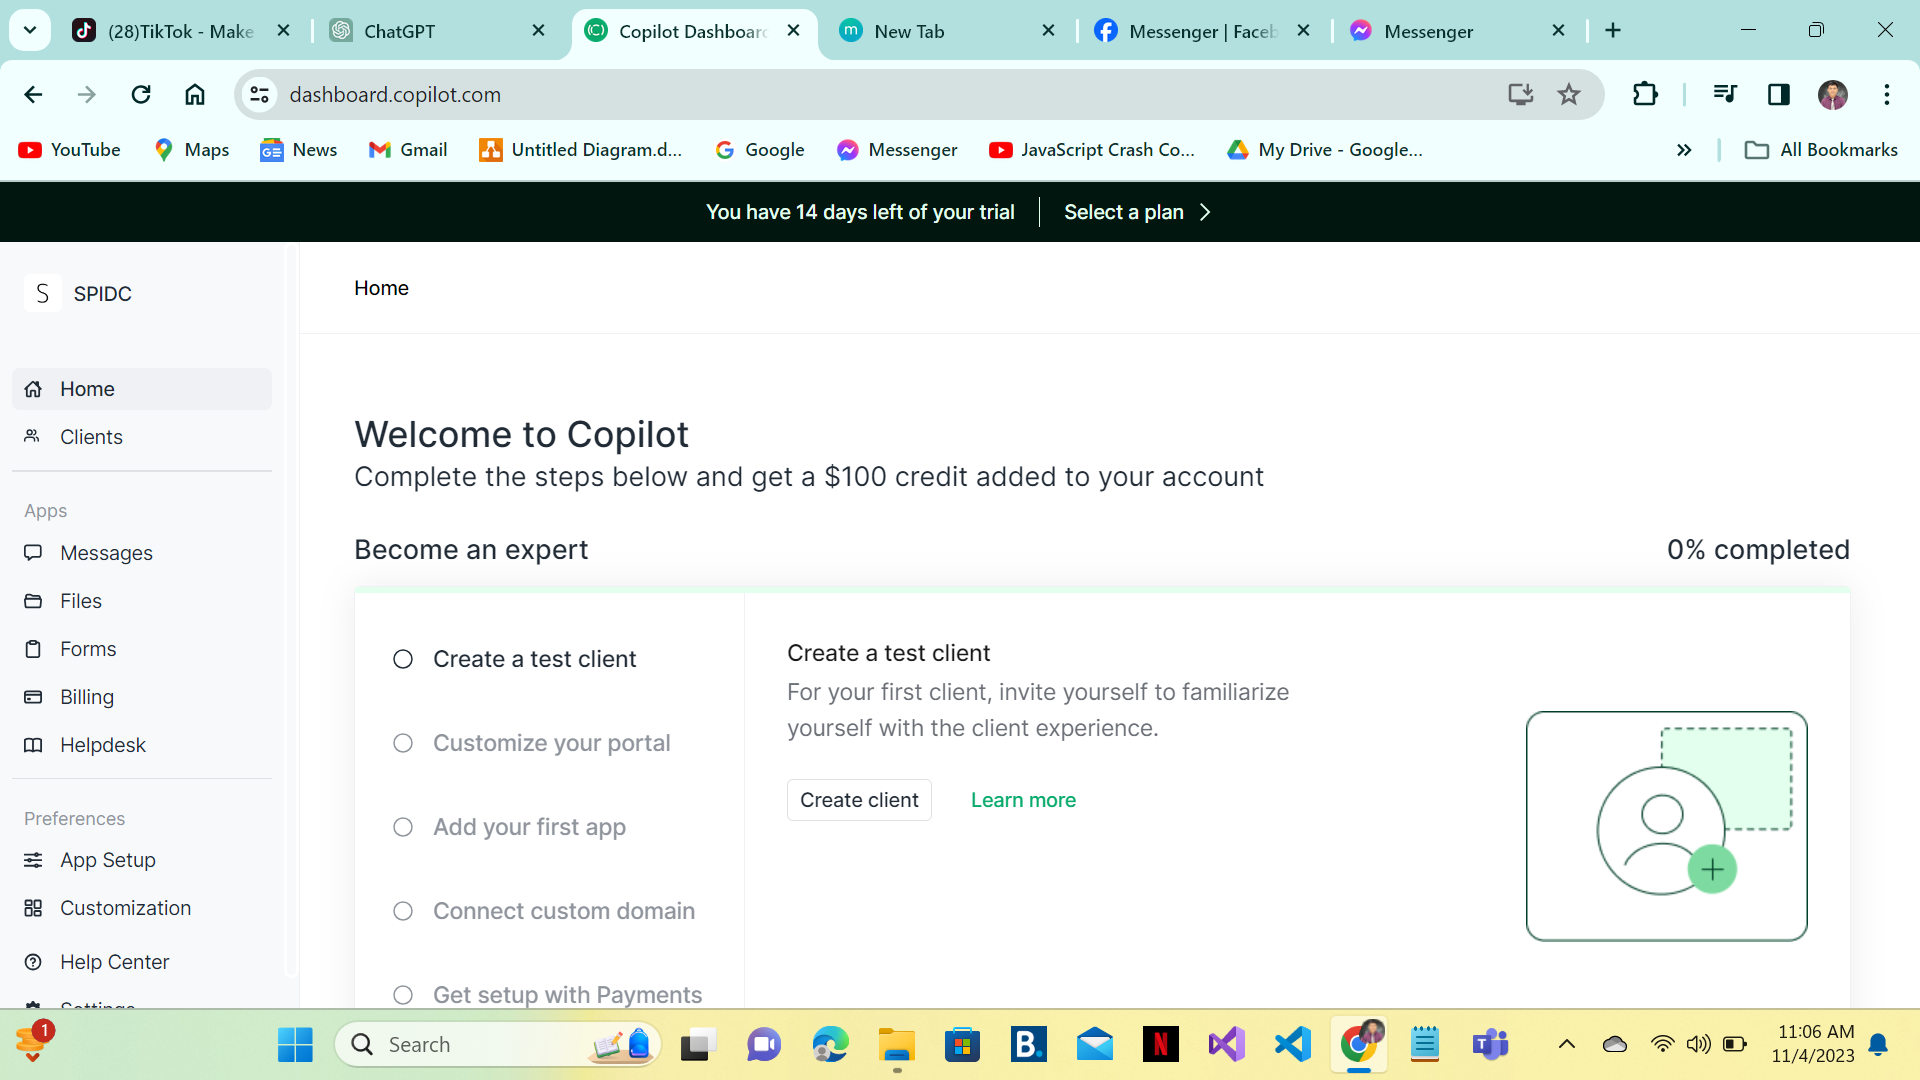 (28)TikTok - Make
ChatGPT
Copilot Dashboard
New Tab
Messenger | Faceb
Messenger
dashboard.copilot.com
YouTube
Maps
News
Gmail
Untitled Diagram.d...
Google
Messenger
JavaScript Crash Co...
My Drive - Google...
All Bookmarks
You have 14 days left of your trial
Select a plan
S SPIDC
Home
Clients
Apps
Messages
Files
Forms
Billing
Helpdesk
Preferences
App Setup
Customization
Help Center
Settings
Home
Welcome to Copilot
Complete the steps below and get a $100 credit added to your account
Become an expert
0% completed
Create a test client
Customize your portal
Add your first app
Connect custom domain
Get setup with Payments
Create a test client
For your first client, invite yourself to familiarize
yourself with the client experience.
Create client
Learn more
1
Search
B.
N
11:06 AM
11/4/2023